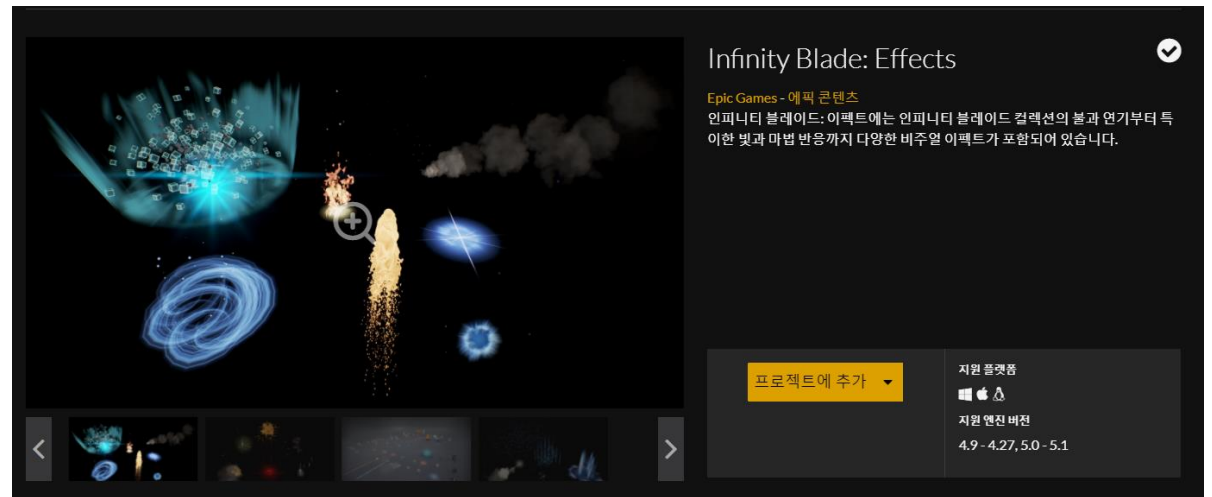 Infinity Blade: Effects
Epic Games - 에픽 콘텐츠
인피니티 블레이드: 이펙트에는 인피니티 블레이드 컬렉션의 불과 연기부터 특
이한 빛과 마법 반응까지 다양한 비주얼 이펙트가 포함되어 있습니다.
프로젝트에 추가
지원 플랫폼
지원 엔진 버전
4.9 - 4.27, 5.0 - 5.1